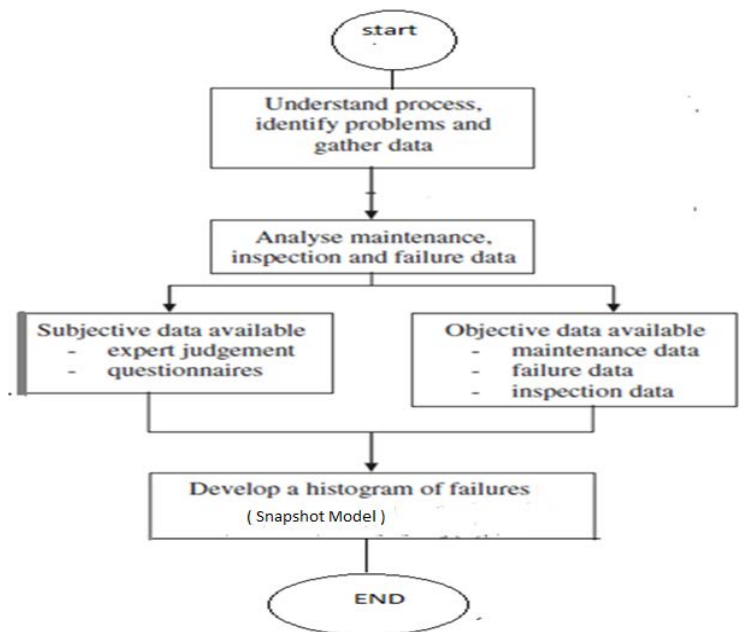 start
Understand process,
identify problems and
gather data
Analyse maintenance,
inspection and failure data
Subjective data available
- expert judgement
- questionnaires
Objective data available
- maintenance data
- failure data
- inspection data
Develop a histogram of failures
( Snapshot Model )
END